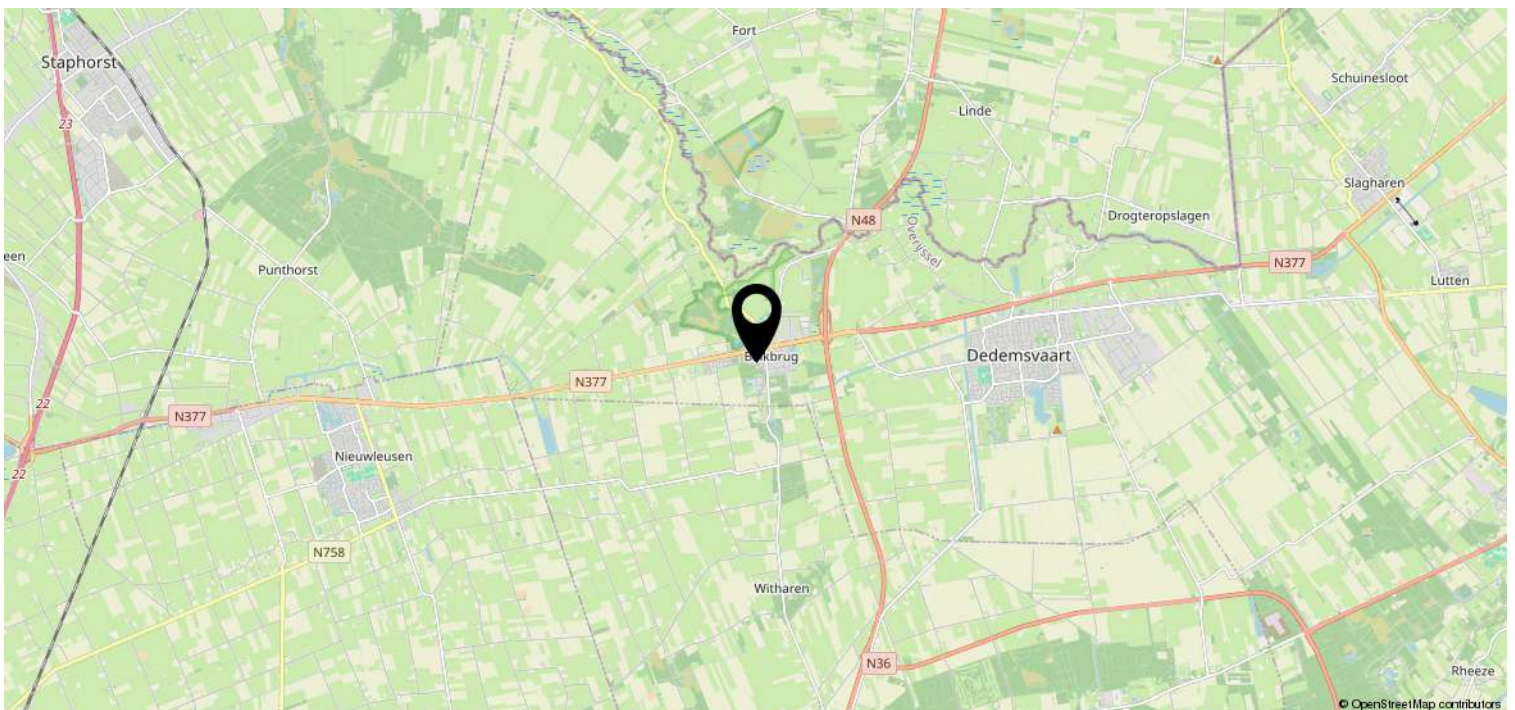 Fort
Staphorst
Schuinesloot
Linde
23
Slagharen
Drogteropslagen
N48
Overijssel
een
Punthorst
N377
Lutten
Dedemsvaart
N377
22
N377
Nieuwleusen
22
N758
Witharen
N36
Rheeze
© OpenStreetMap contributors